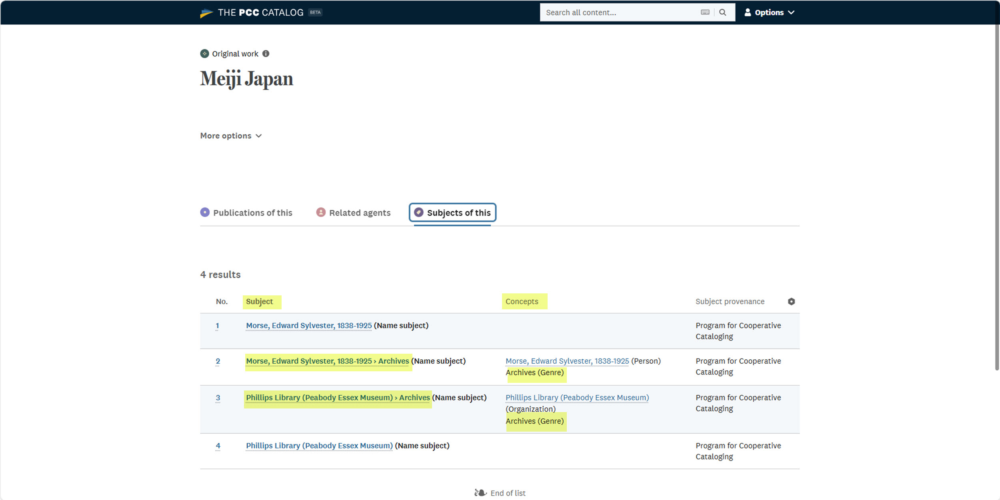 THE PCC CATALOG BETA
Search all content...
Options
Original work
Meiji Japan
More options
Publications of this
Related agents
Subjects of this
4 results
No. Subject Concepts Subject provenance
1 Morse, Edward Sylvester, 1838-1925 (Name subject) Program for Cooperative
Cataloging
2 Morse, Edward Sylvester, 1838-1925 › Archives (Name subject) Morse, Edward Sylvester, 1838-1925 (Person) Program for Cooperative
Archives (Genre) Cataloging
3 Phillips Library (Peabody Essex Museum) › Archives (Name subject) Phillips Library (Peabody Essex Museum) Program for Cooperative
(Organization) Cataloging
Archives (Genre)
4 Phillips Library (Peabody Essex Museum) (Name subject) Program for Cooperative
Cataloging
End of list